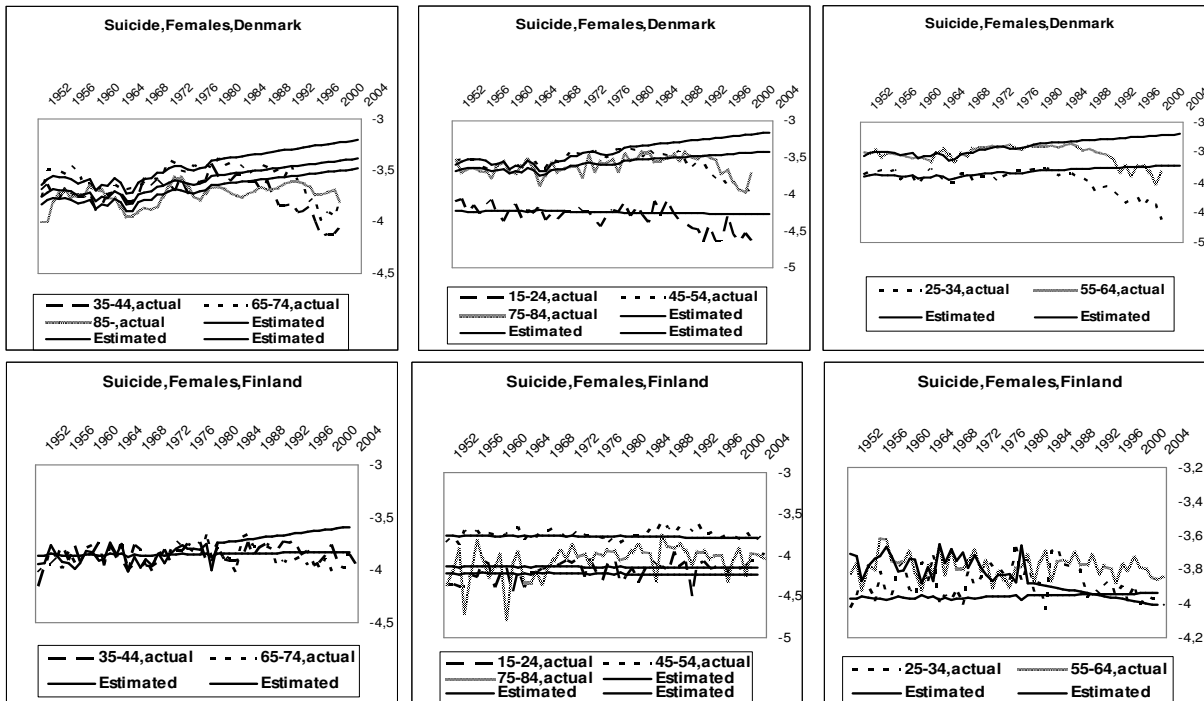 Suicide,Females,Denmark
1952 1956 1960 1964 1968 1972 1976 1980 1984 1988 1992 1996 2000 2004
-3
-3,5
-4
-4,5
35-44,actual 65-74,actual
85-,actual Estimated
Estimated Estimated
Suicide,Females,Denmark
1952 1956 1960 1964 1968 1972 1976 1980 1984 1988 1992 1996 2000 2004
-3
-3,5
-4
-4,5
-5
15-24,actual 45-54,actual
75-84,actual Estimated
Estimated Estimated
Suicide,Females,Denmark
1952 1956 1960 1964 1968 1972 1976 1980 1984 1988 1992 1996 2000 2004
-3
-3
-4
-4
-5
25-34,actual 55-64,actual
Estimated Estimated
Suicide,Females,Finland
1952 1956 1960 1964 1968 1972 1976 1980 1984 1988 1992 1996 2000 2004
-3
-3,5
-4
-4,5
35-44,actual 65-74,actual
Estimated Estimated
Suicide,Females,Finland
1952 1956 1960 1964 1968 1972 1976 1980 1984 1988 1992 1996 2000 2004
-3
-3,5
-4
-4,5
-5
15-24,actual 45-54,actual
75-84,actual Estimated
Estimated Estimated
Suicide,Females,Finland
1952 1956 1960 1964 1968 1972 1976 1980 1984 1988 1992 1996 2000 2004
-3,2
-3,4
-3,6
-3,8
-4
-4,2
25-34,actual 55-64,actual
Estimated Estimated